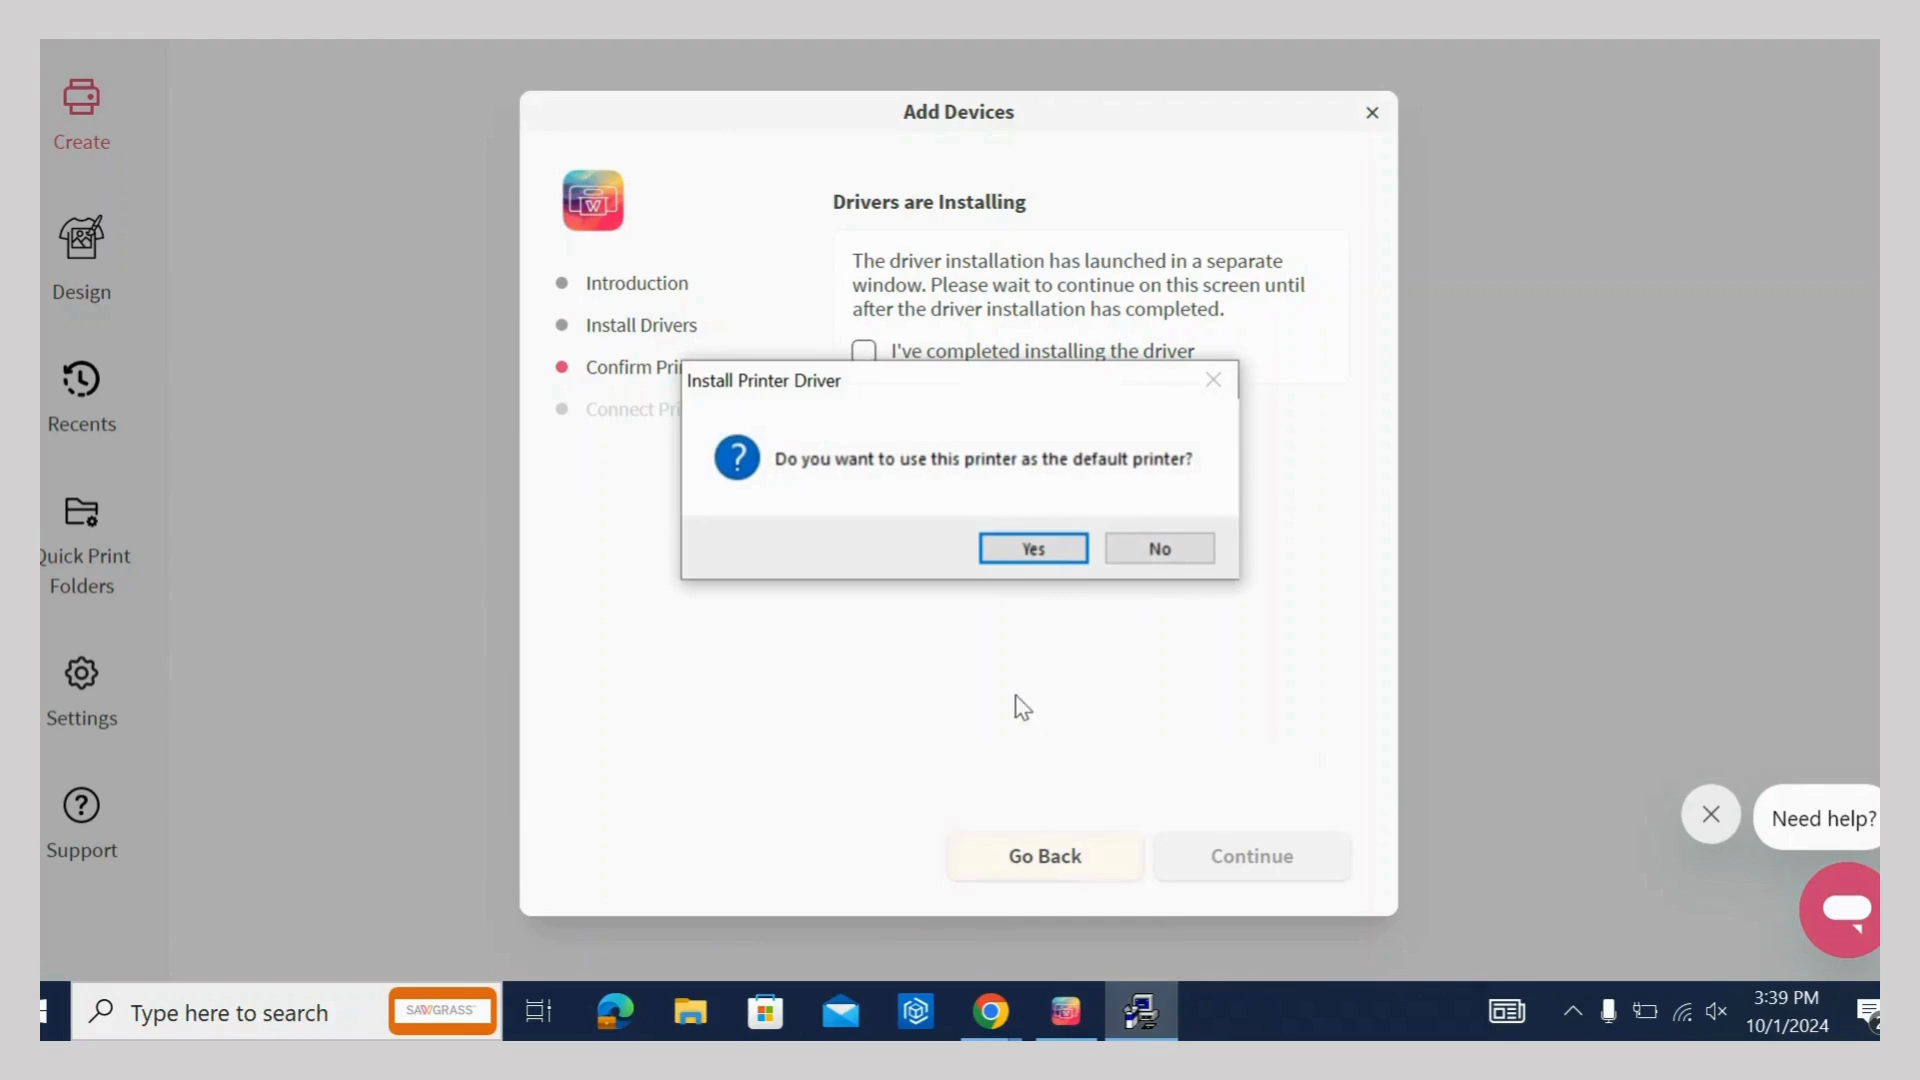 Create
Design
Recents
Quick Print
Folders
Settings
Support
Add Devices
Introduction
Install Drivers
Confirm Pri
Connect Pri
Drivers are Installing
The driver installation has launched in a separate
window. Please wait to continue on this screen until
after the driver installation has completed.
I've completed installing the driver
Install Printer Driver
Do you want to use this printer as the default printer?
Yes
No
Go Back
Continue
Need help?
Type here to search
SAWGRASS
3:39 PM
10/1/2024